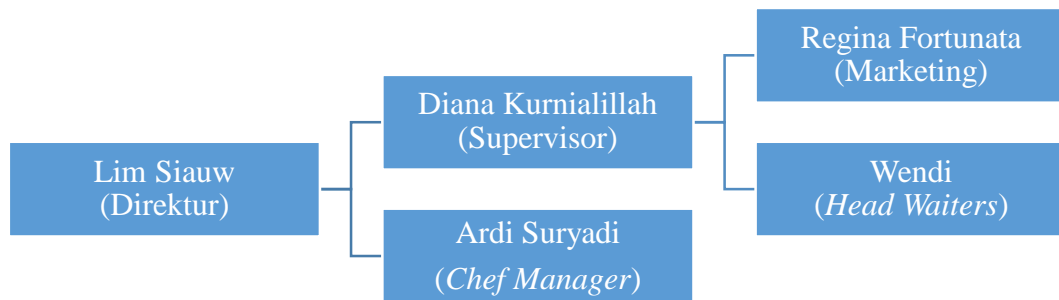 Lim Siauw
(Direktur)
Diana Kurnialillah
(Supervisor)
Ardi Suryadi
(Chef Manager)
Regina Fortunata
(Marketing)
Wendi
(Head Waiters)